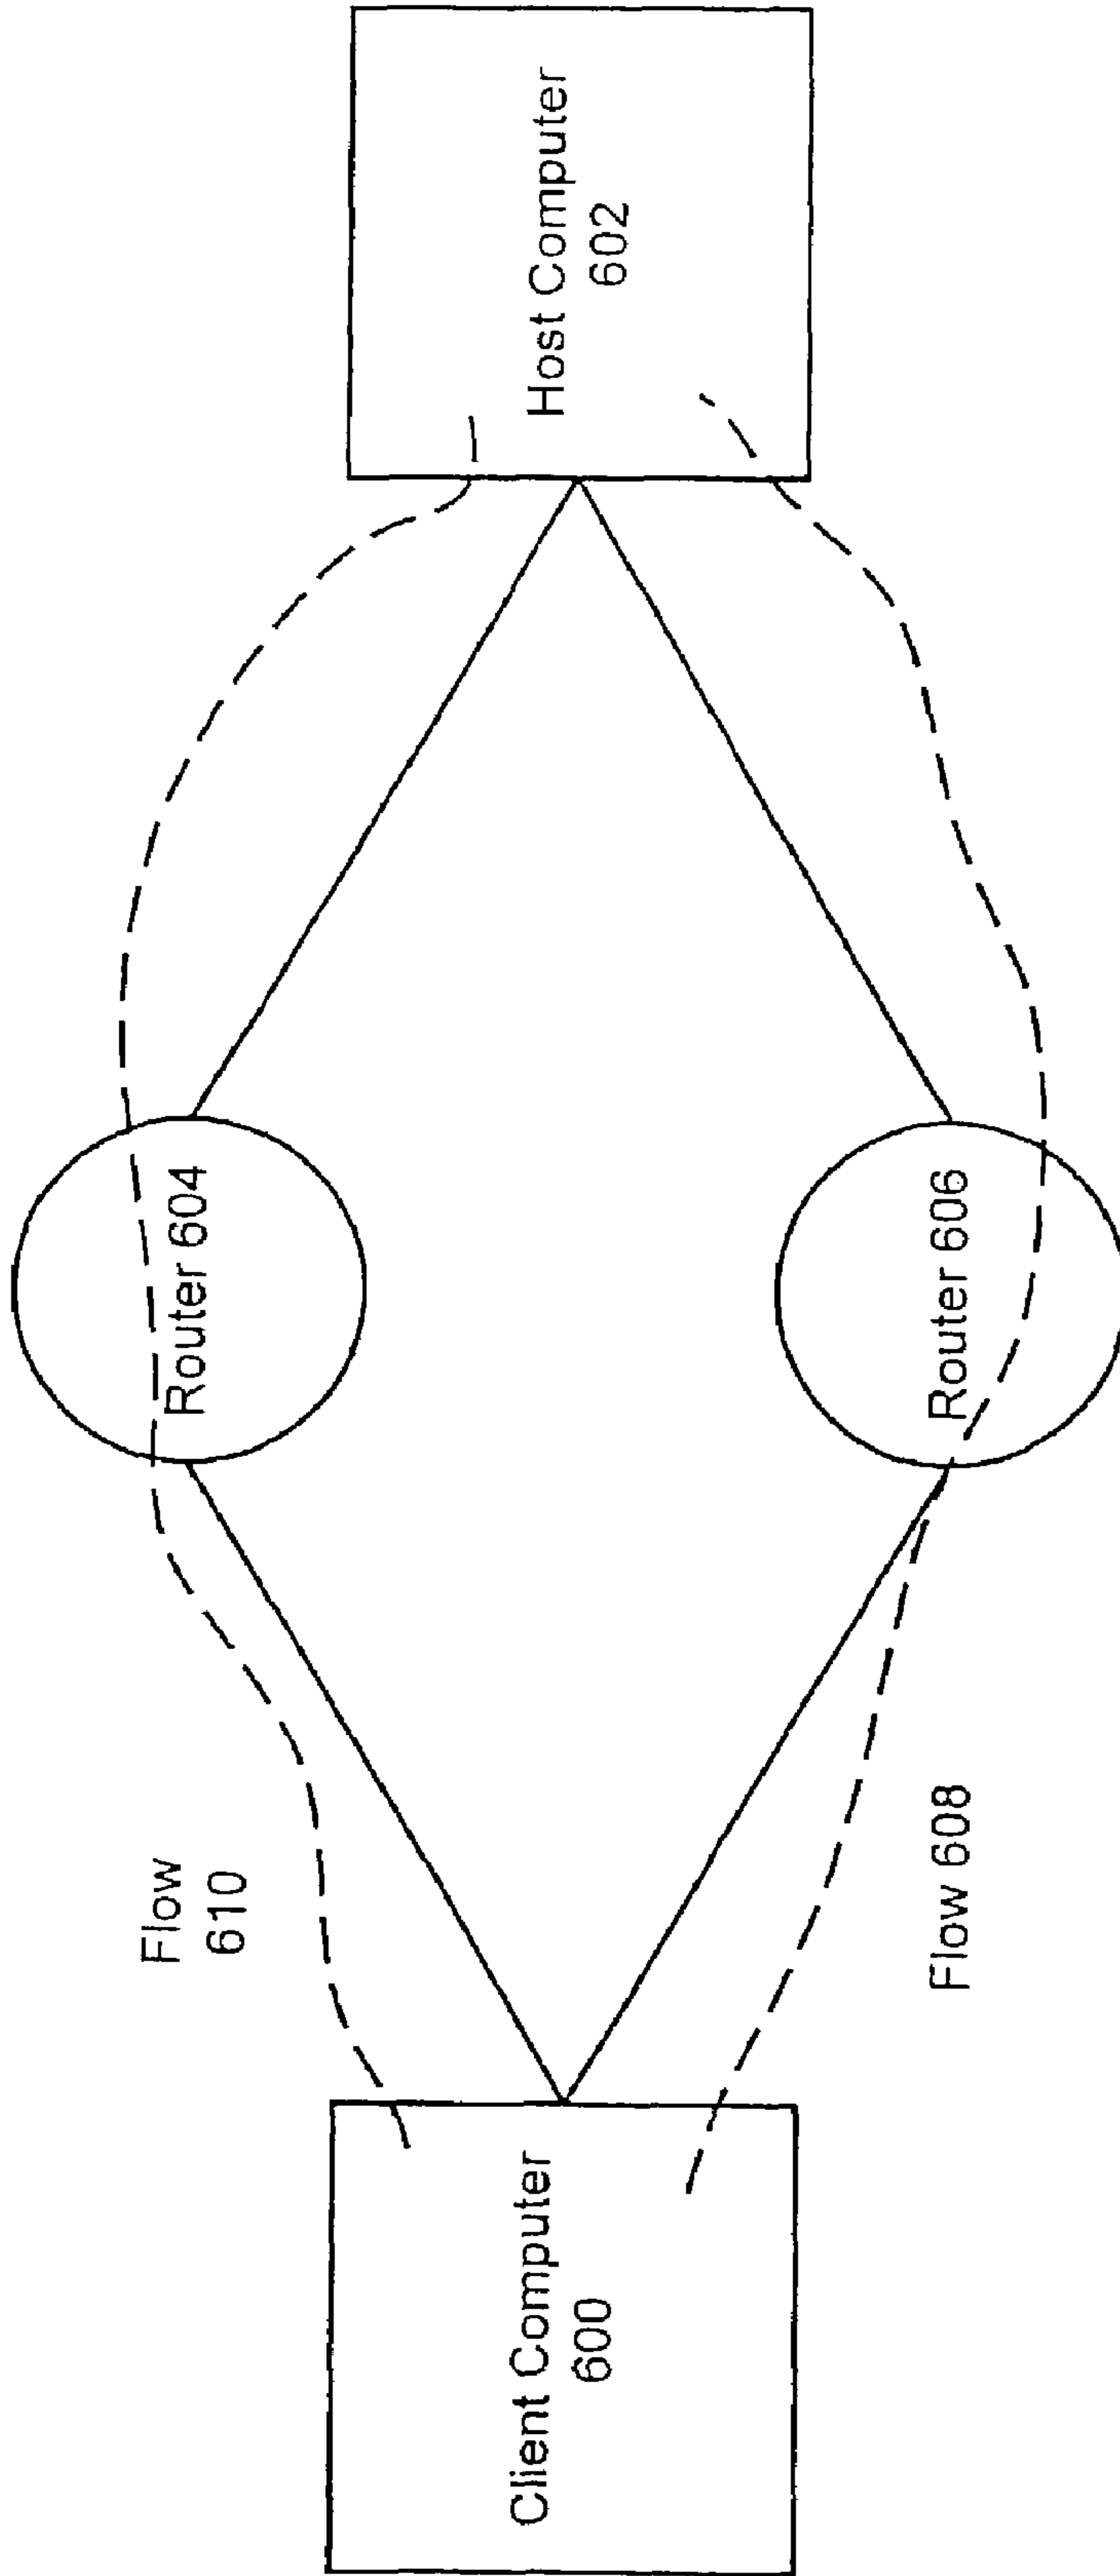 Client Computer
600
Flow
610
Flow 608
Router 604
Router 606
Host Computer
602